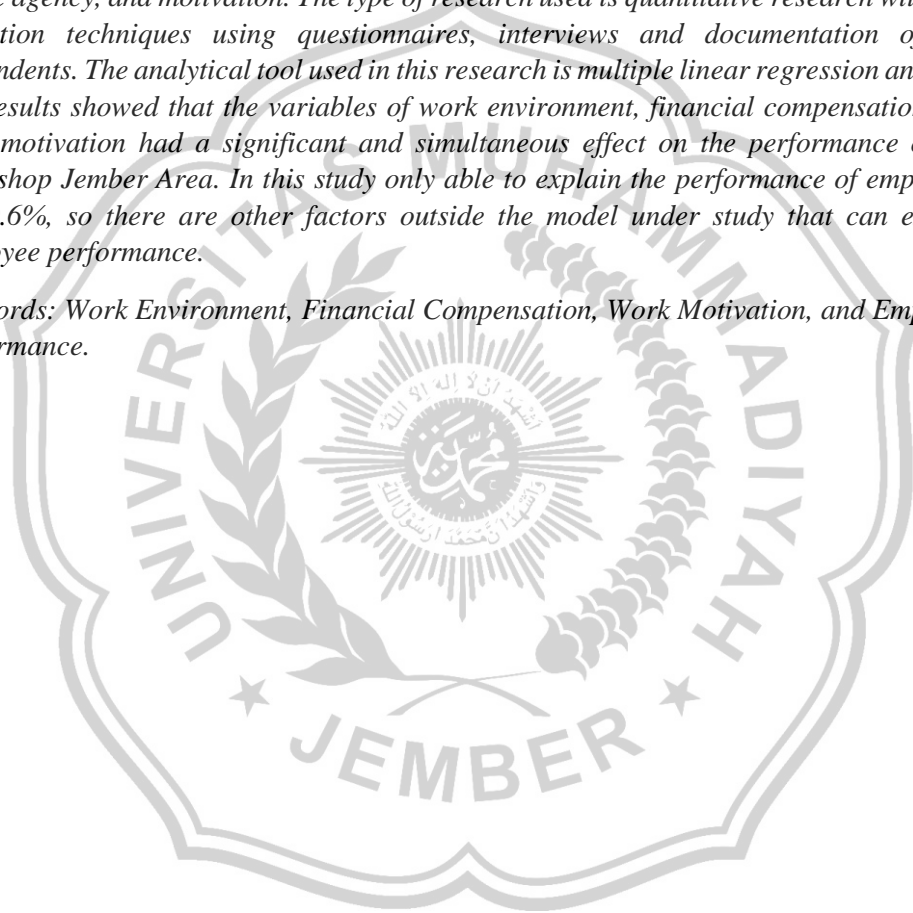 e agency, and motivation. The type of research used is quantitative research wit
tion techniques using questionnaires, interviews and documentation of
ndents. The analytical tool used in this research is multiple linear regression an
esults showed that the variables of work environment, financial compensation
motivation had a significant and simultaneous effect on the performance
shop Jember Area. In this study only able to explain the performance of emp
.6%, so there are other factors outside the model under study that can e
yee performance.
ords: Work Environment, Financial Compensation, Work Motivation, and Emp
rmance.
UNIVERSITAS MUHAMMADIYAH
JEMBER